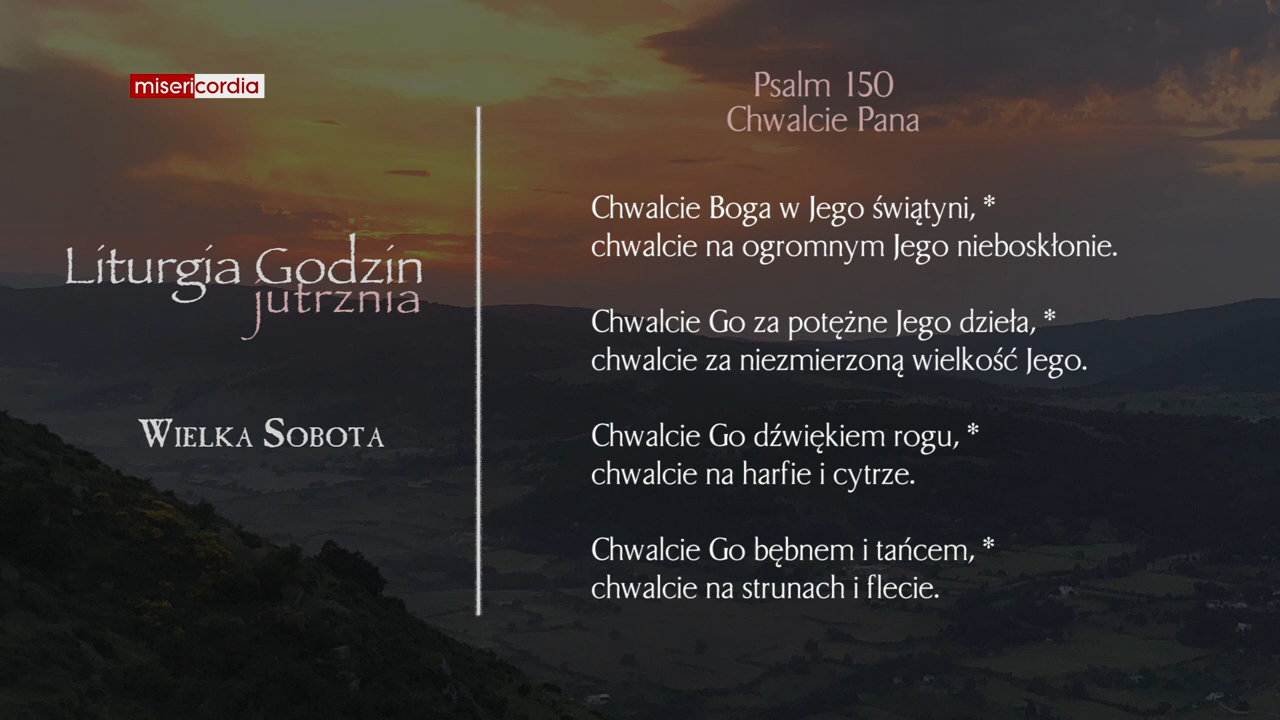 misericordia
Liturgia Godzin
jutrznia
Wielka Sobota
Psalm 150
Chwalcie Pana
Chwalcie Boga w Jego świątyni, *
chwalcie na ogromnym Jego nieboskłonie.
Chwalcie Go za potężne Jego dzieła, *
chwalcie za niezmierzoną wielkość Jego.
Chwalcie Go dźwiękiem rogu, *
chwalcie na harfie i cytrze.
Chwalcie Go bębnem i tańcem, *
chwalcie na strunach i flecie.